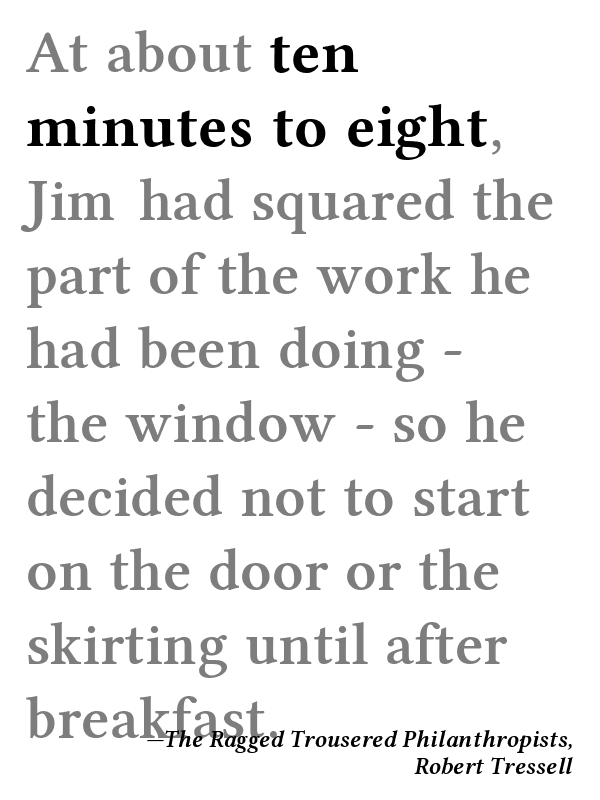 At about ten
minutes to eight,
Jim had squared the
part of the work he
had been doing -
the window - so he
decided not to start
on the door or the
skirting until after
breakfast.
—The Ragged Trousered Philanthropists,
Robert Tressell